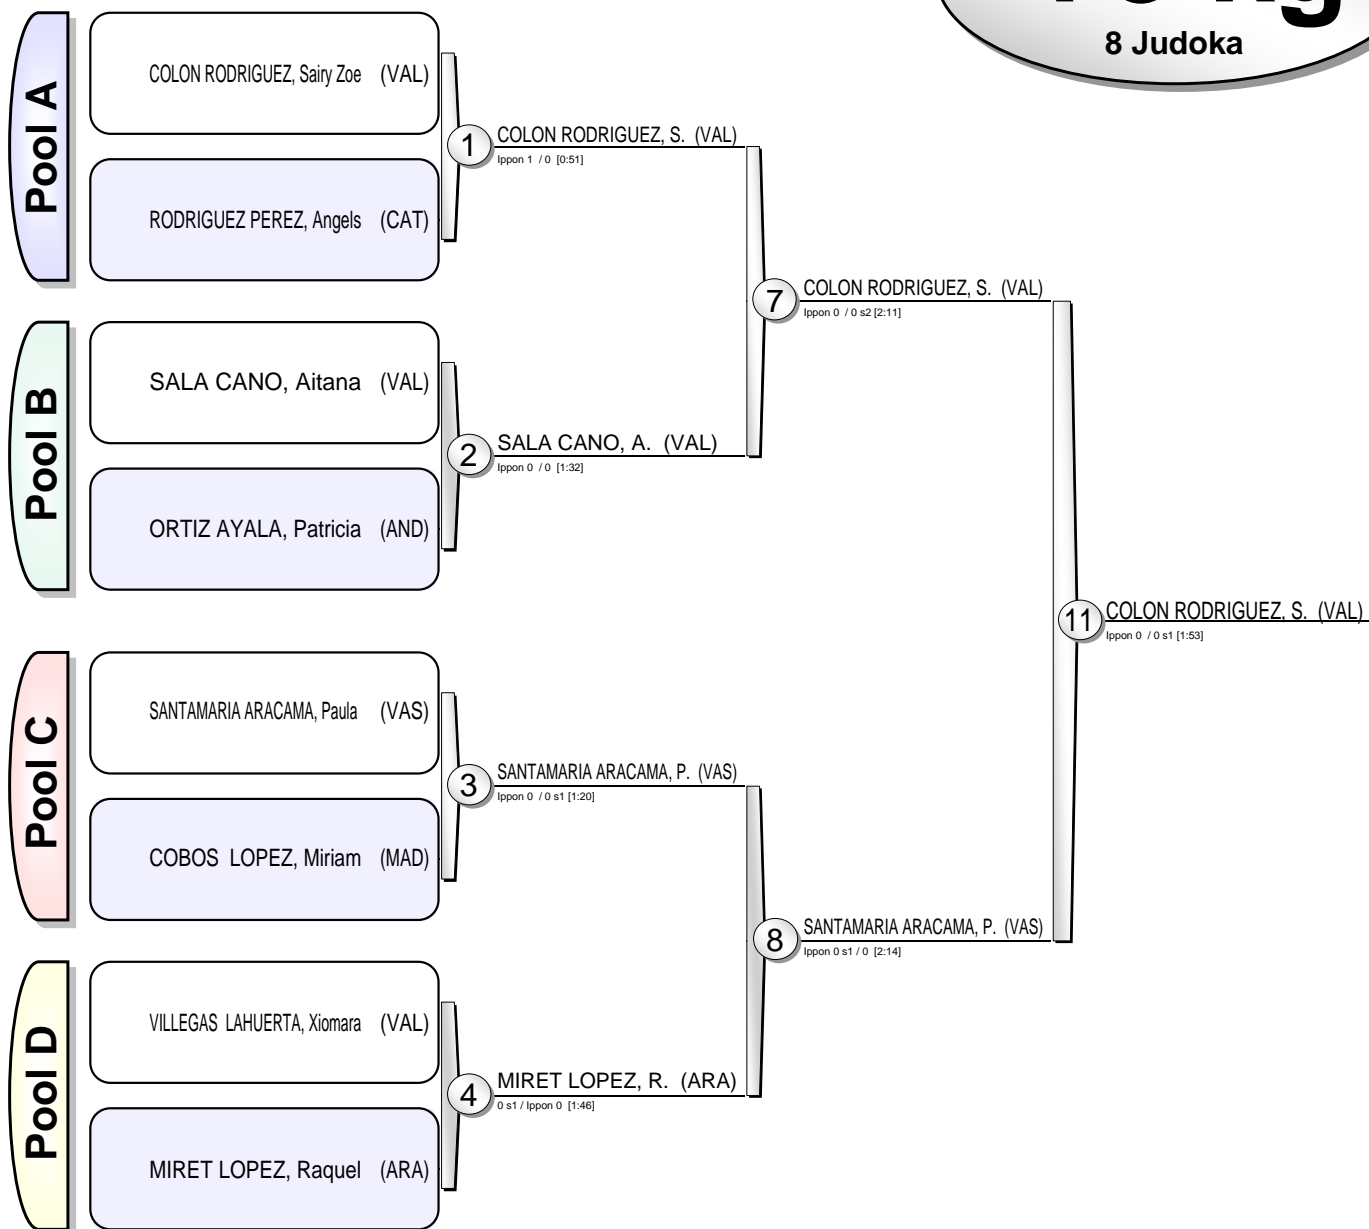 8 Judoka
Pool A
COLON RODRIGUEZ, Sairy Zoe (VAL)
RODRIGUEZ PEREZ, Angels (CAT)
1
COLON RODRIGUEZ, S. (VAL)
Ippon 1 / 0 [0:51]
Pool B
SALA CANO, Aitana (VAL)
ORTIZ AYALA, Patricia (AND)
2
SALA CANO, A. (VAL)
Ippon 0 / 0 [1:32]
7
COLON RODRIGUEZ, S. (VAL)
Ippon 0 / 0 s2 [2:11]
Pool C
SANTAMARIA ARACAMA, Paula (VAS)
COBOS LOPEZ, Miriam (MAD)
3
SANTAMARIA ARACAMA, P. (VAS)
Ippon 0 / 0 s1 [1:20]
Pool D
VILLEGAS LAHUERTA, Xiomara (VAL)
MIRET LOPEZ, Raquel (ARA)
4
MIRET LOPEZ, R. (ARA)
0 s1 / Ippon 0 [1:46]
8
SANTAMARIA ARACAMA, P. (VAS)
Ippon 0 s1 / 0 [2:14]
11
COLON RODRIGUEZ, S. (VAL)
Ippon 0 / 0 s1 [1:53]